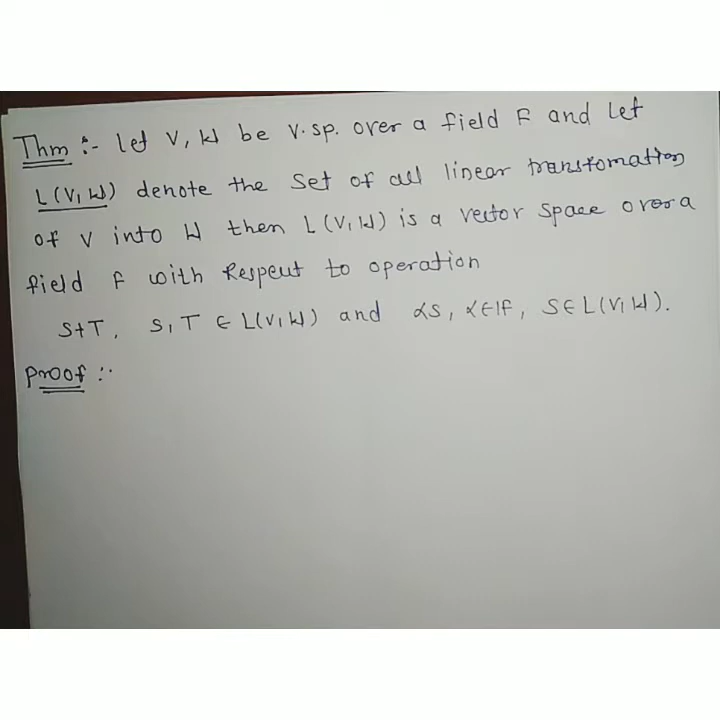 Thm :- let V, W be V.sp. over a field F and let
L(V,W) denote the set of all linear transfomation
of V into W then L(V,W) is a vector space over a
field F with Respect to operation
S+T, S,T ∈ L(V,W) and αS, α∈F, S∈L(V,W).
Proof :-